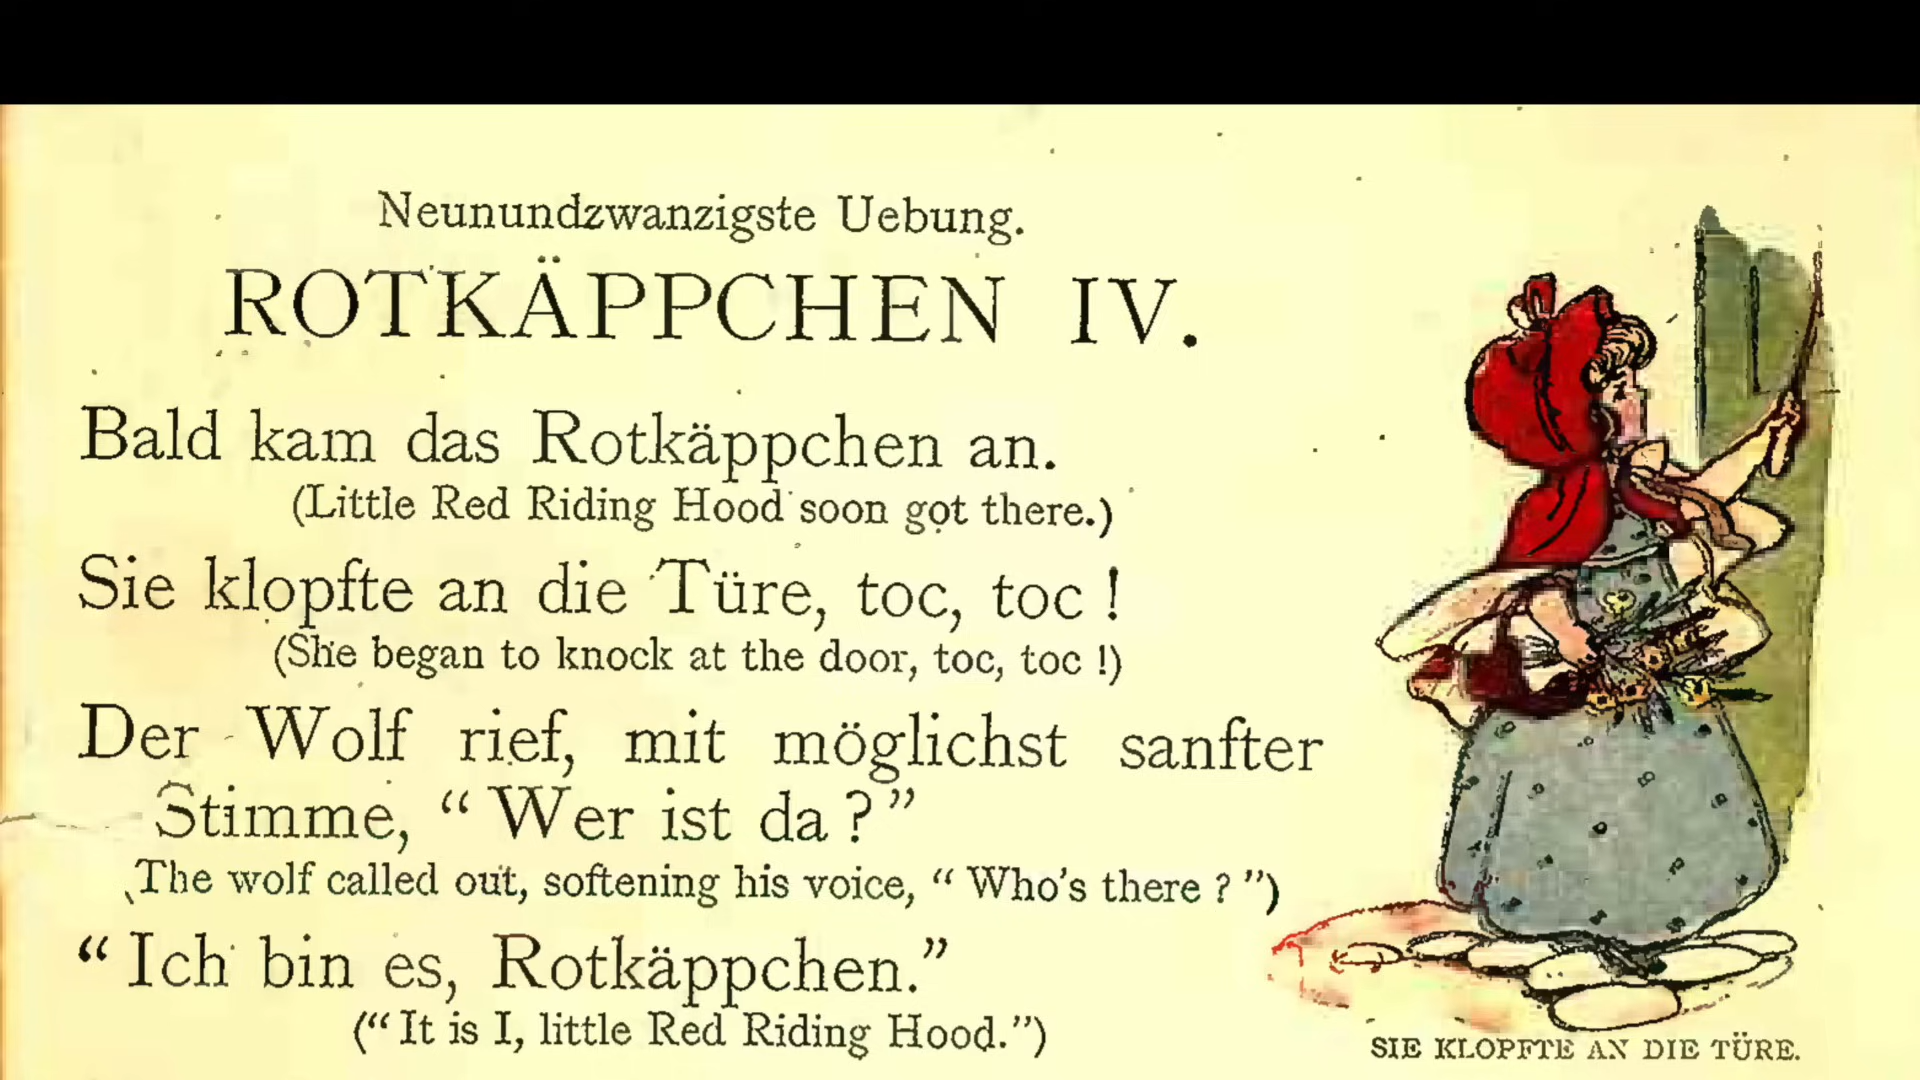 Neunundzwanzigste Uebung.
ROTKÄPPCHEN IV.
Bald kam das Rotkäppchen an.
(Little Red Riding Hood soon got there.)
Sie klopfte an die Türe, toc, toc !
(She began to knock at the door, toc, toc !)
Der Wolf rief, mit möglichst sanfter
Stimme, “ Wer ist da ? ”
The wolf called out, softening his voice, “ Who's there ? ”)
“ Ich bin es, Rotkäppchen.”
(“ It is I, little Red Riding Hood.”)
SIE KLOPFTE AN DIE TÜRE.